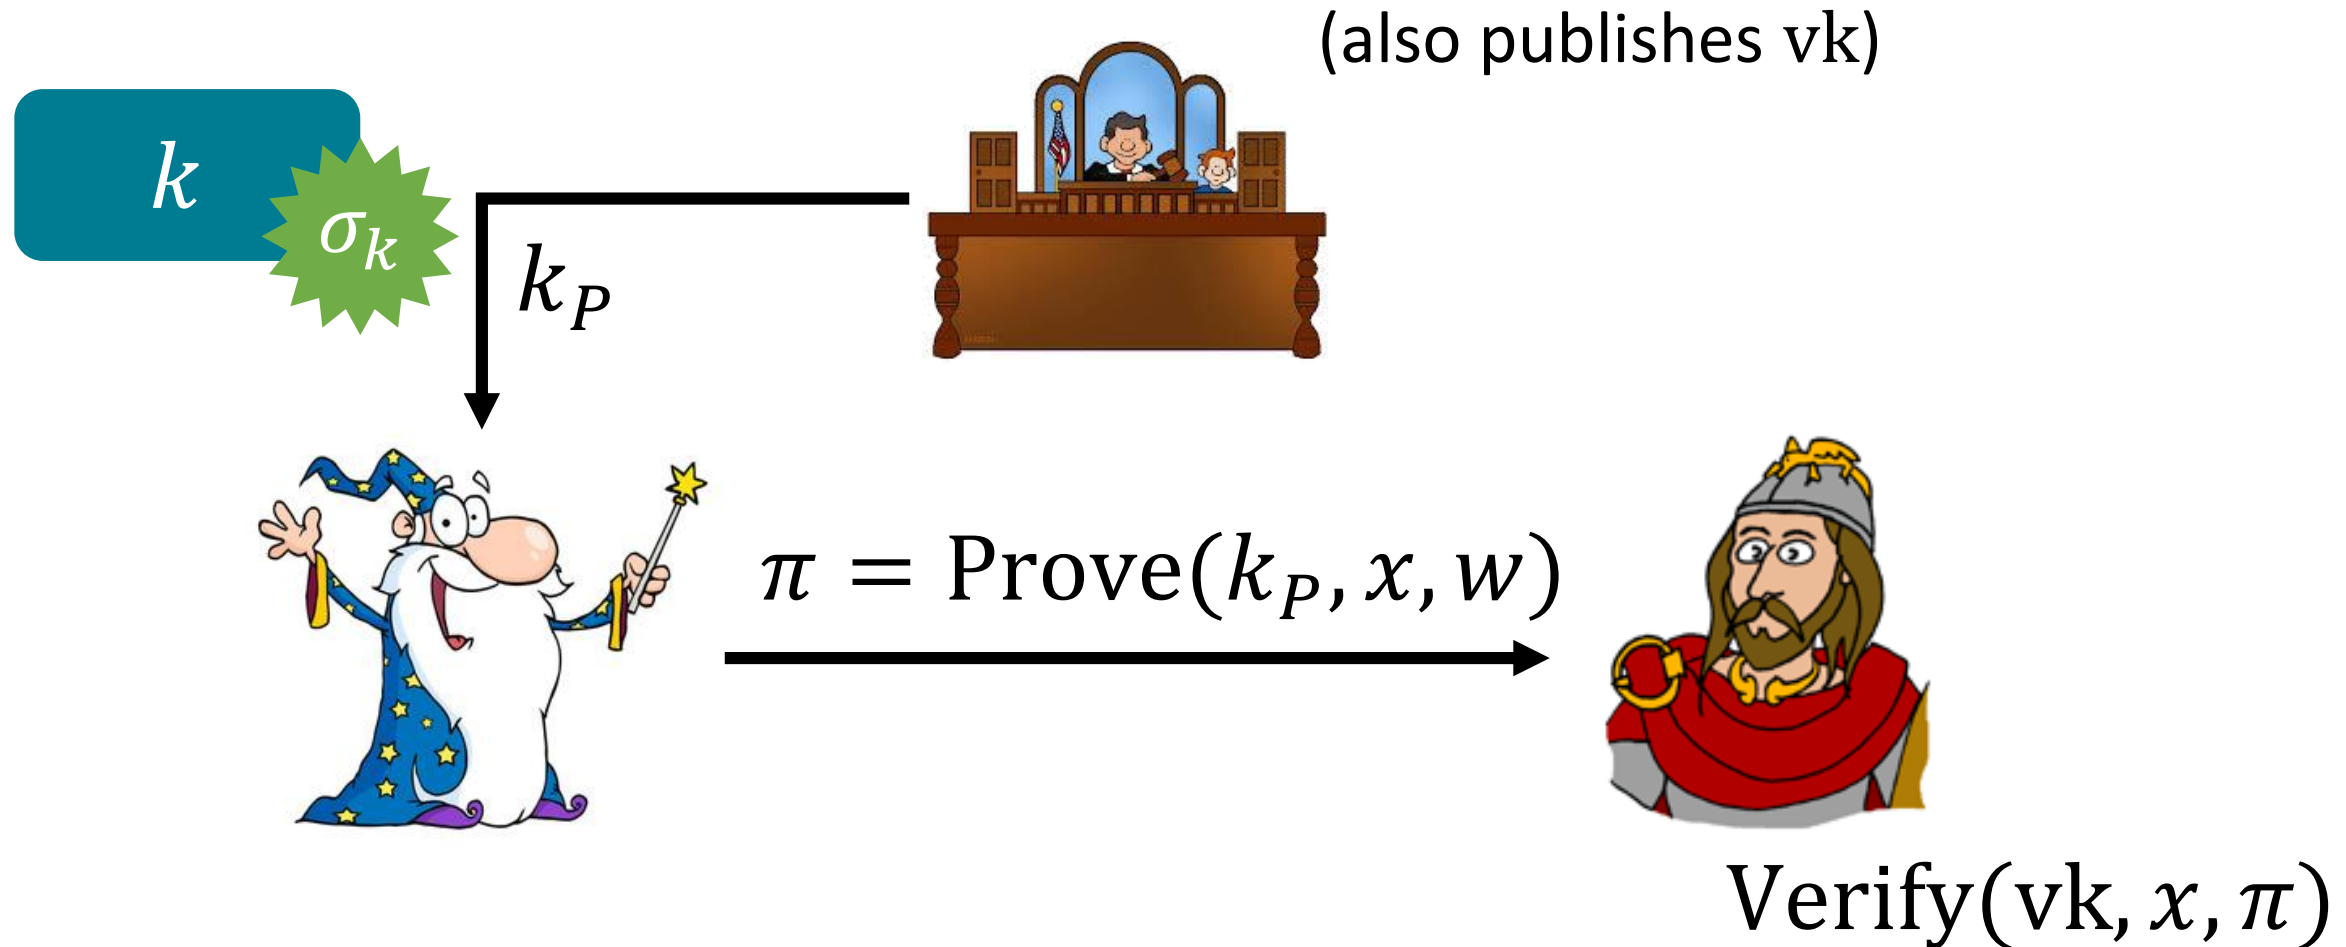 (also publishes vk)
k
σ_k
k_P
π = Prove(k_P, x, w)
Verify(vk, x, π)